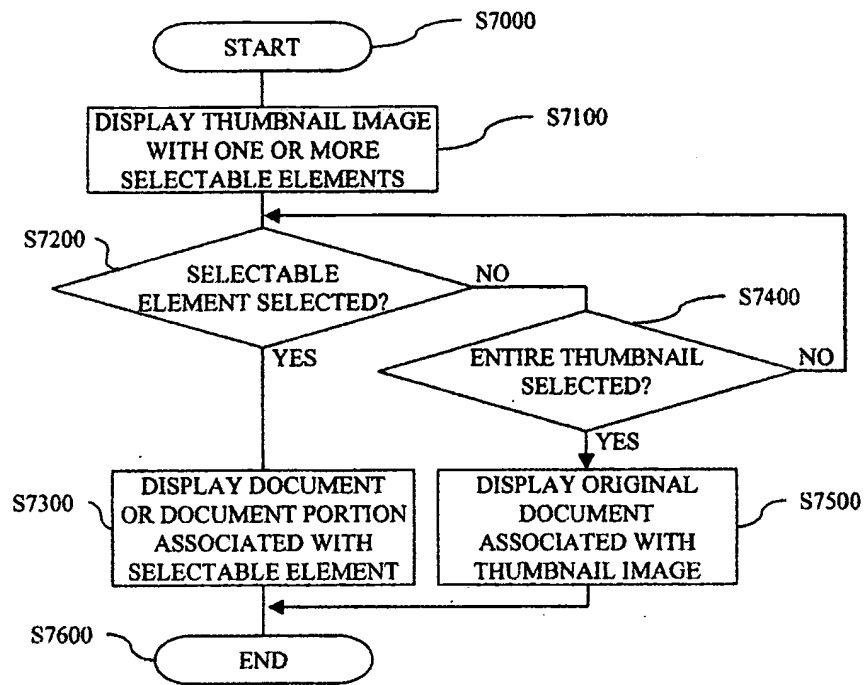 START
S7000
DISPLAY THUMBNAIL IMAGE
WITH ONE OR MORE
SELECTABLE ELEMENTS
S7100
S7200
SELECTABLE
ELEMENT SELECTED?
NO
YES
S7400
ENTIRE THUMBNAIL
SELECTED?
NO
YES
S7300
DISPLAY DOCUMENT
OR DOCUMENT PORTION
ASSOCIATED WITH
SELECTABLE ELEMENT
DISPLAY ORIGINAL
DOCUMENT
ASSOCIATED WITH
THUMBNAIL IMAGE
S7500
S7600
END